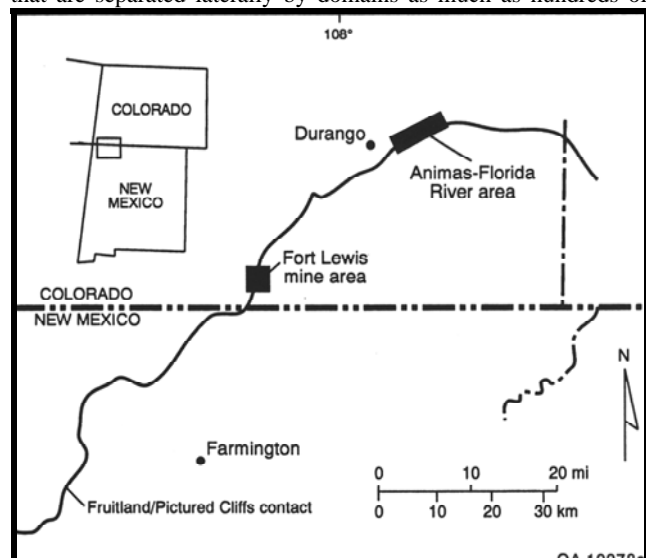 that are separated laterally by domains as much as hundreds of
108°
COLORADO
NEW
MEXICO
Durango
Animas-Florida
River area
Fort Lewis
mine area
COLORADO
NEW MEXICO
N
Farmington
Fruitland/Pictured Cliffs contact
0 10 20 mi
0 10 20 30 km